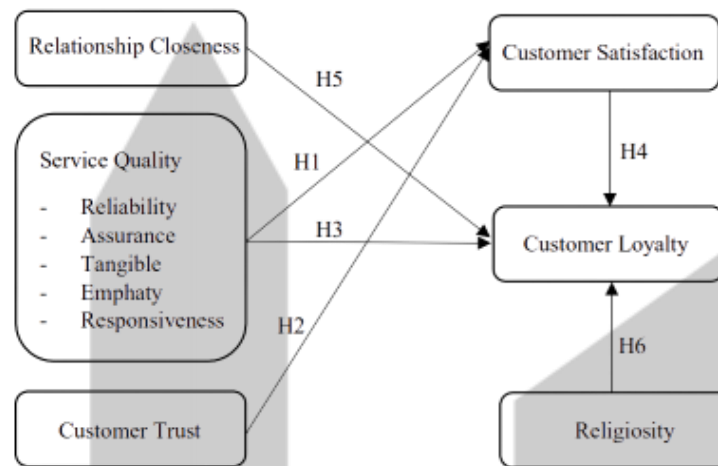 Relationship Closeness
Customer Satisfaction
H5
H1
H4
Service Quality
- Reliability
- Assurance
- Tangible
- Emphaty
- Responsiveness
H3
Customer Loyalty
H2
H6
Customer Trust
Religiosity